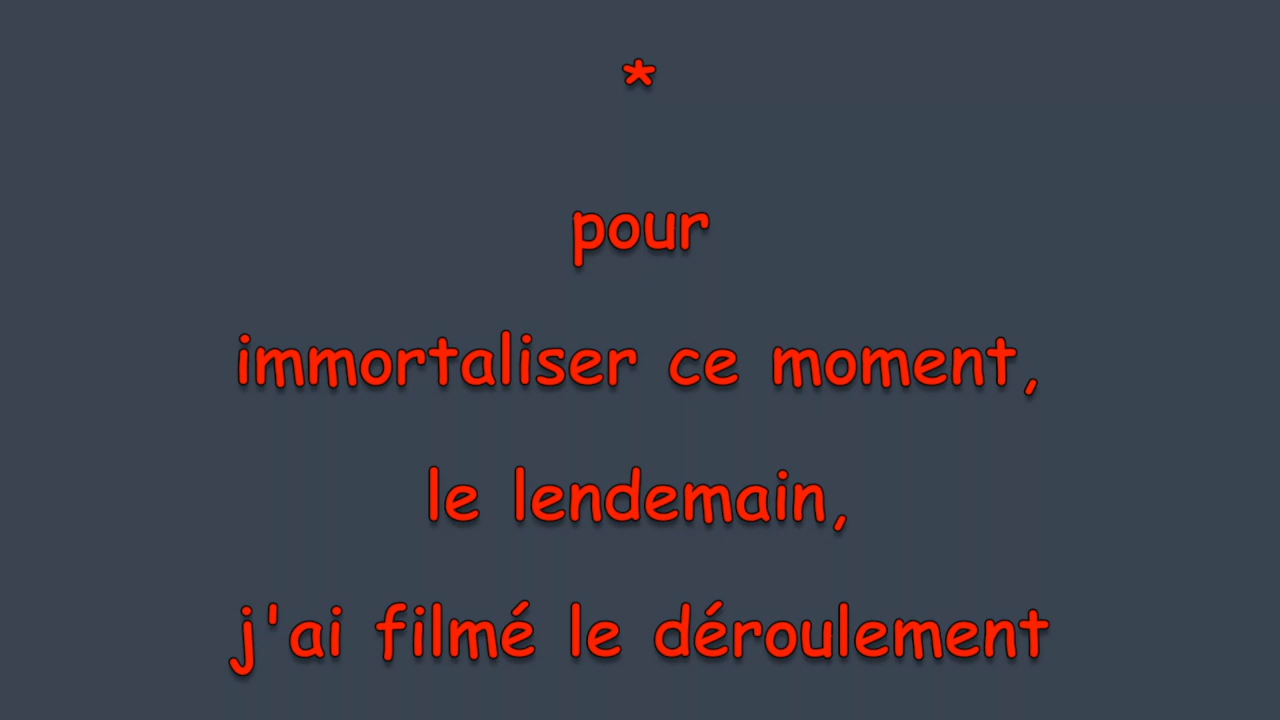 *
pour
immortaliser ce moment,
le lendemain,
j'ai filmé le déroulement